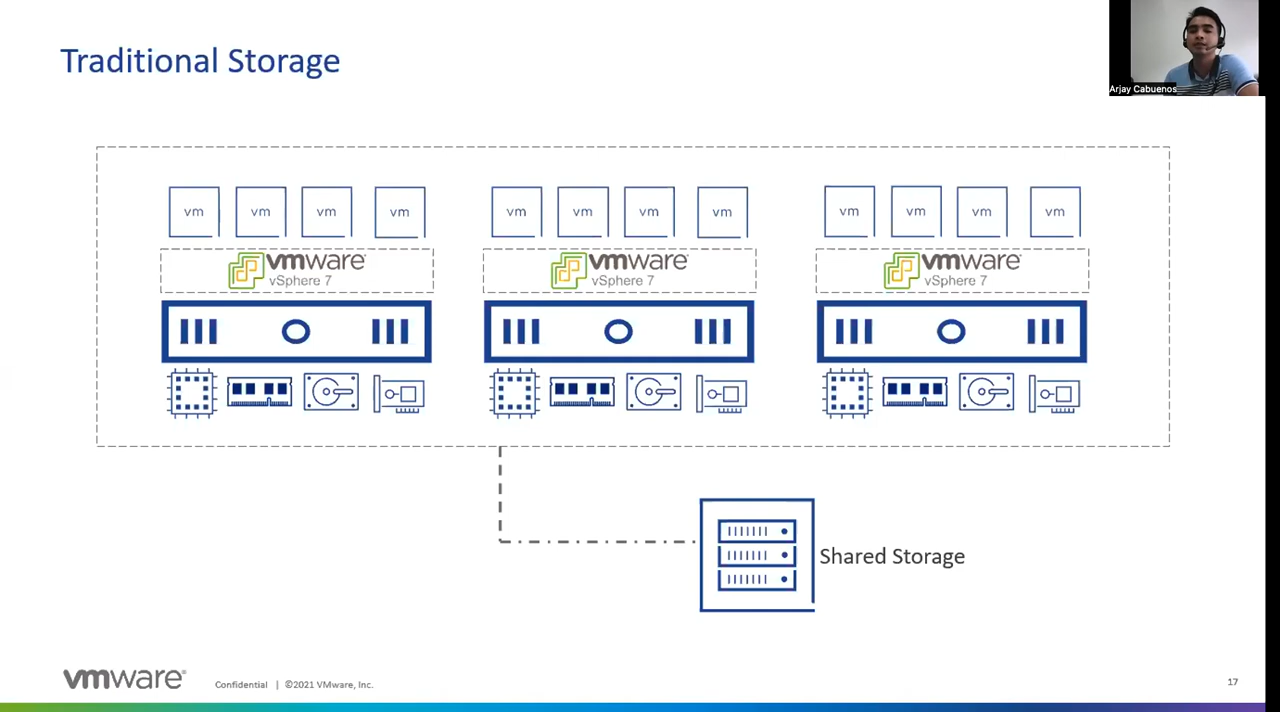 Traditional Storage
Arjay Cabuenos
vm vm vm vm vm vm vm vm vm vm vm vm
vmware® vmware® vmware®
vSphere 7 vSphere 7 vSphere 7
Shared Storage
vmware® Confidential | ©2021 VMware, Inc. 17